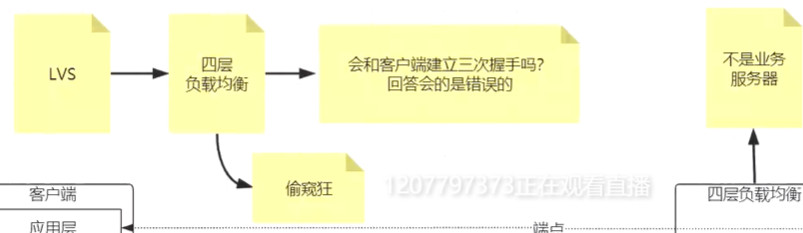 LVS
四层
负载均衡
会和客户端建立三次握手吗?
回答会的是错误的
不是业务
服务器
偷窥狂
1207797373正在观看直播
客户端
四层负载均衡
应用层
端点